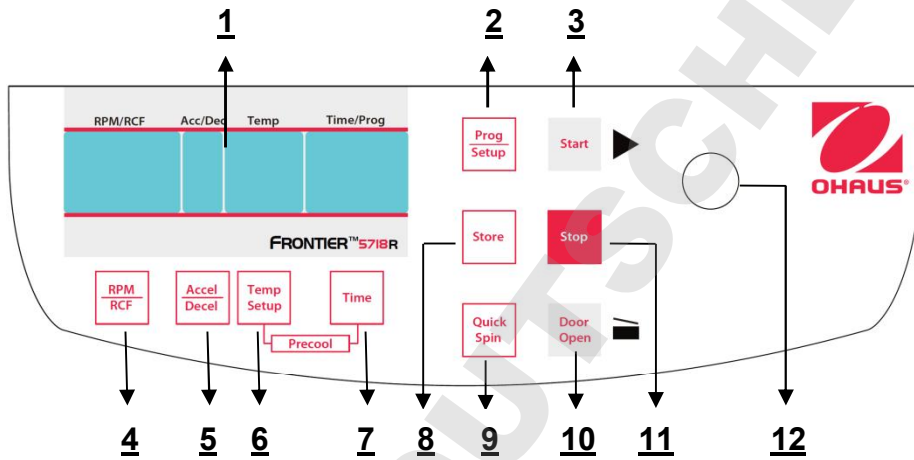 1 2 3
RPM/RCF Acc/Dec Temp Time/Prog
Prog
Setup
Start
OHAUS®
FRONTIER™5718R
Store
Stop
RPM
RCF
Accel
Decel
Temp
Setup
Time
Precool
Quick
Spin
Door
Open
4 5 6 7 8 9 10 11 12